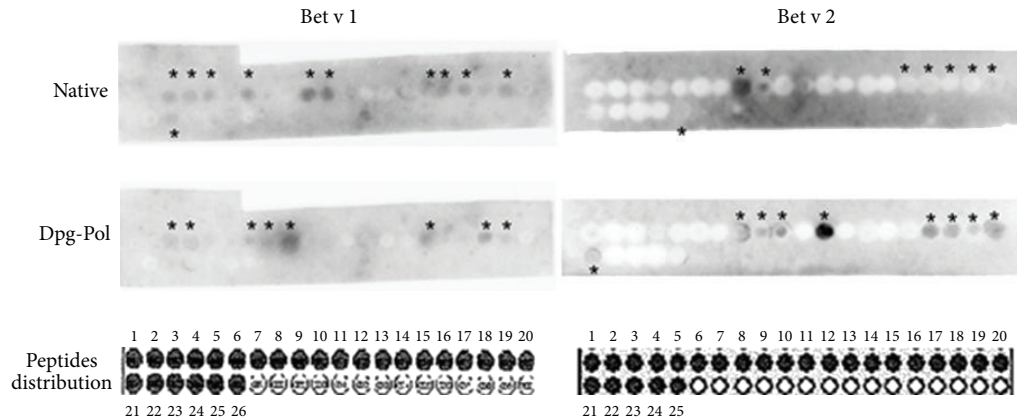 Bet v 1 Bet v 2
Native
* * * * * * * * * *
* * * * * * *
*
*
Dpg-Pol
* * * * * * * *
* * * * * * * *
*
1 2 3 4 5 6 7 8 9 10 11 12 13 14 15 16 17 18 19 20
1 2 3 4 5 6 7 8 9 10 11 12 13 14 15 16 17 18 19 20
Peptides
distribution
21 22 23 24 25 26
21 22 23 24 25